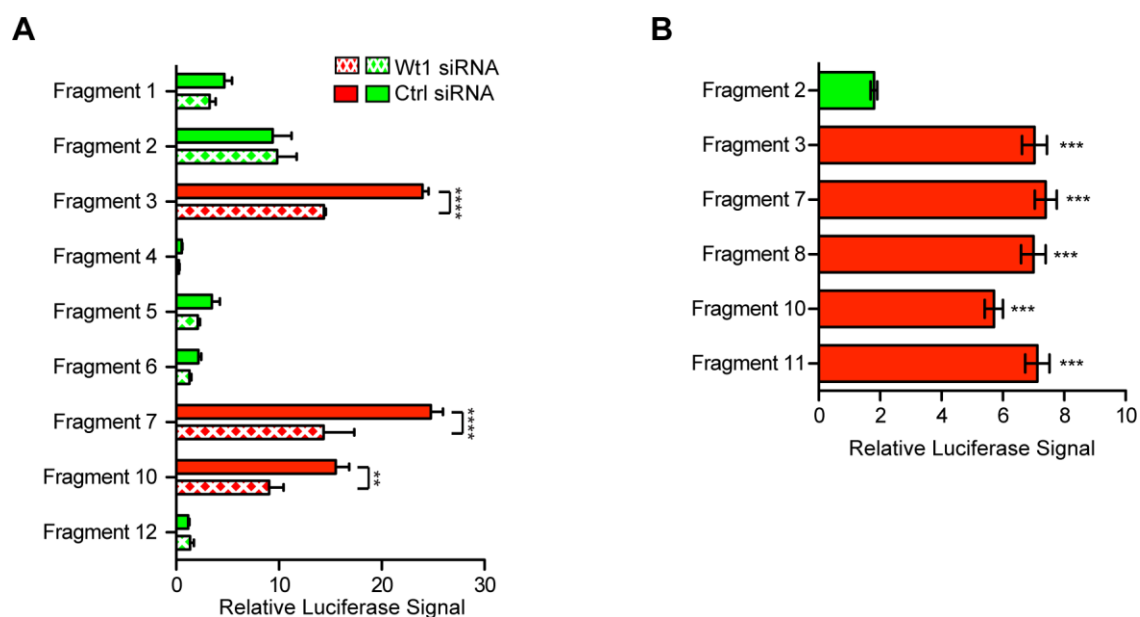 A
Wt1 siRNA
Ctrl siRNA
Fragment 1
Fragment 2
Fragment 3
****
Fragment 4
Fragment 5
Fragment 6
Fragment 7
****
Fragment 10
**
Fragment 12
0 10 20 30
Relative Luciferase Signal
B
Fragment 2
Fragment 3 ***
Fragment 7 ***
Fragment 8 ***
Fragment 10 ***
Fragment 11 ***
0 2 4 6 8 10
Relative Luciferase Signal